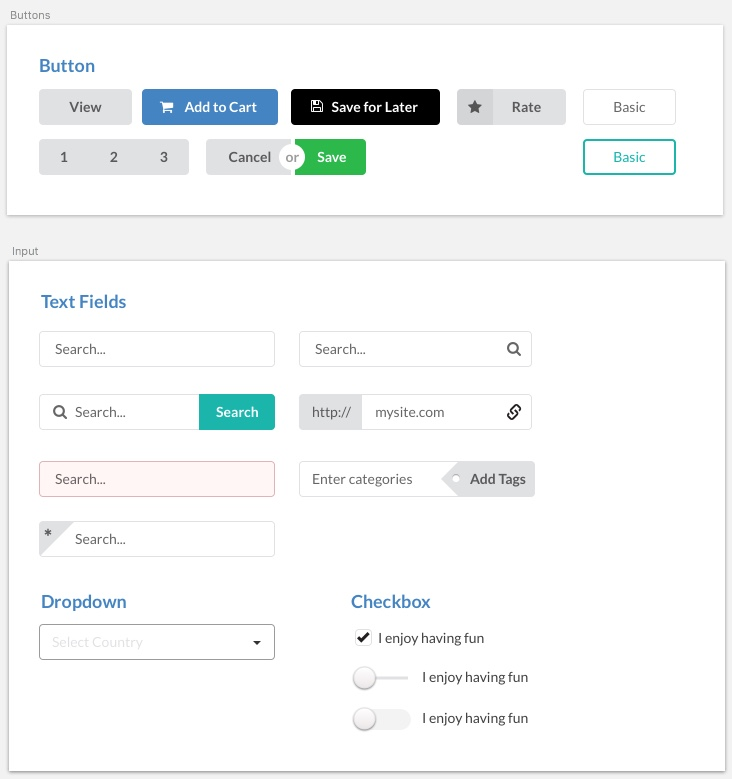 Buttons
Button
View Add to Cart Save for Later Rate Basic
1 2 3 Cancel or Save Basic
Input
Text Fields
Search... Search...
Search... Search http:// mysite.com
Search... Enter categories Add Tags
* Search...
Dropdown Checkbox
Select Country I enjoy having fun
I enjoy having fun
I enjoy having fun